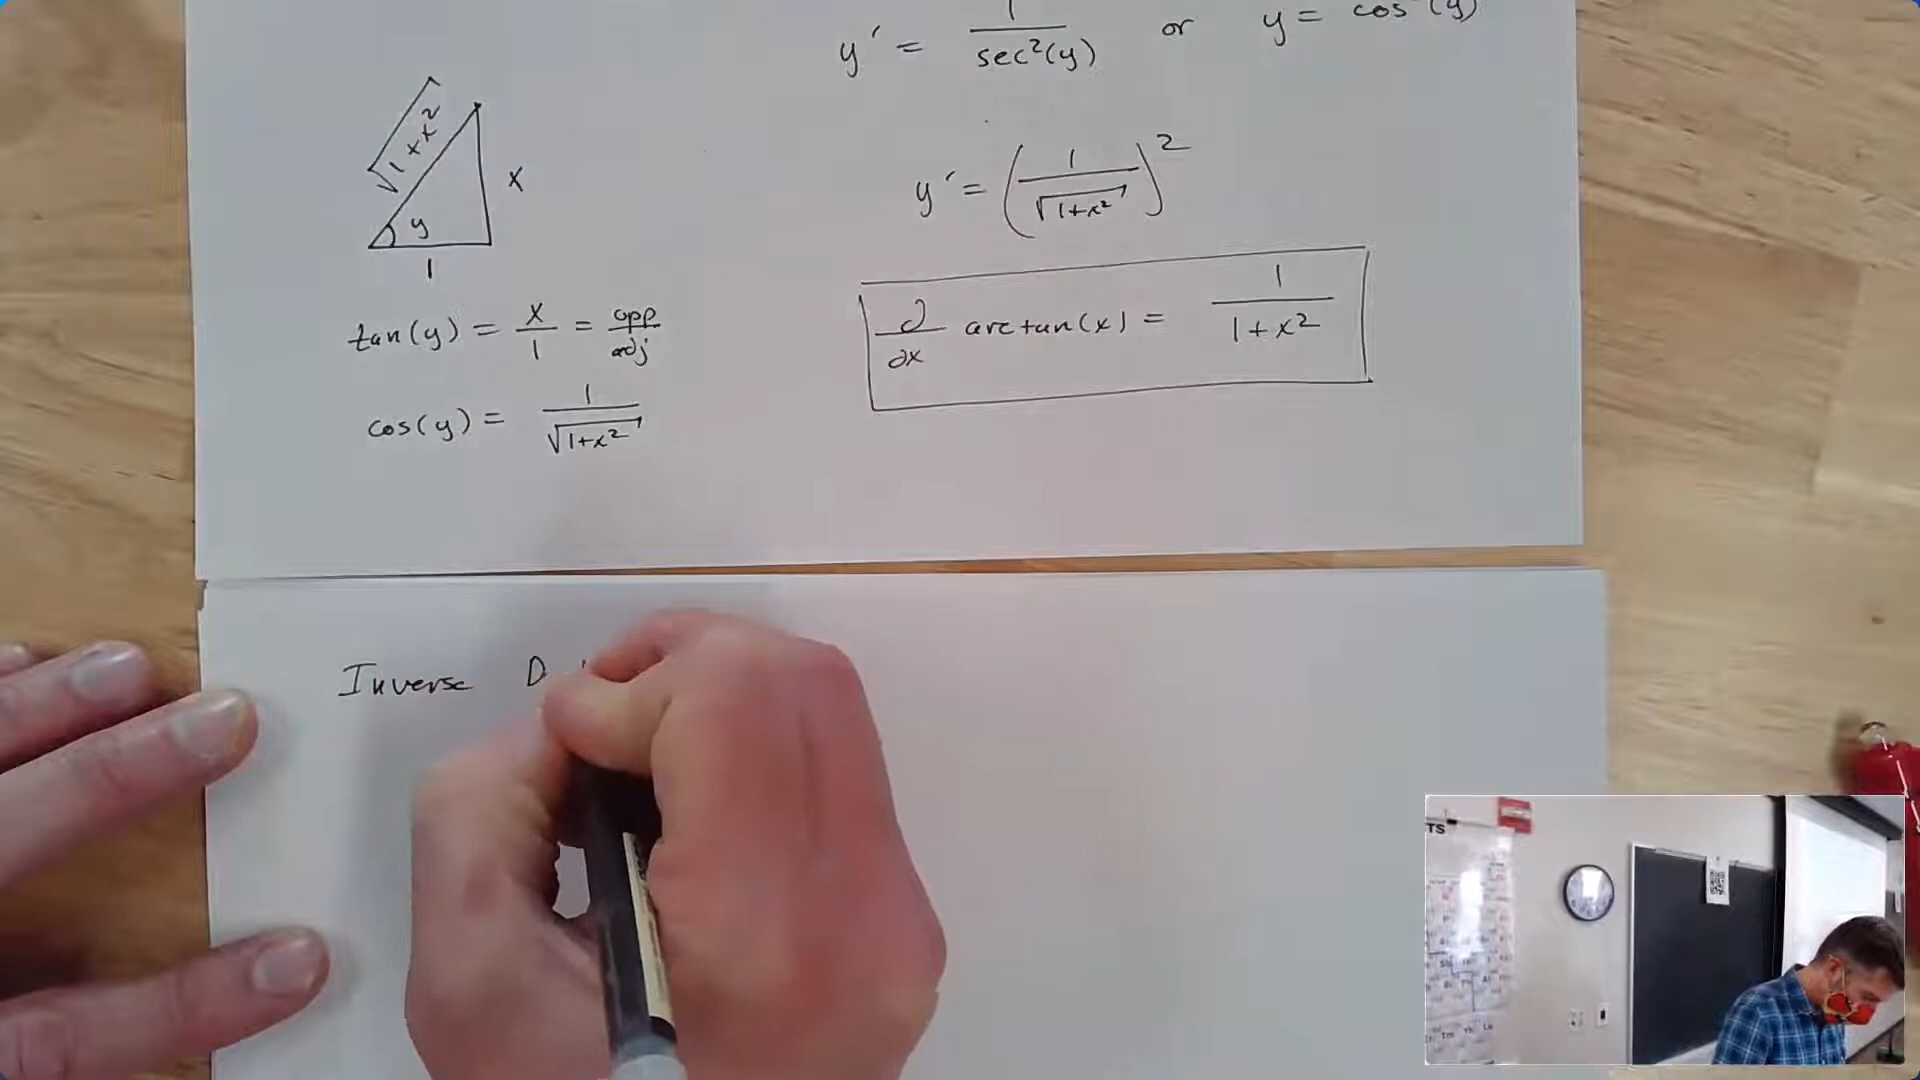 y' = 1/sec²(y) or y = cos (y)
√1+x²
x
y
1
y' = (1/√1+x²)²
tan(y) = x/1 = opp/adj
∂/∂x arctan(x) = 1/1+x²
cos(y) = 1/√1+x²
Inverse D
TS